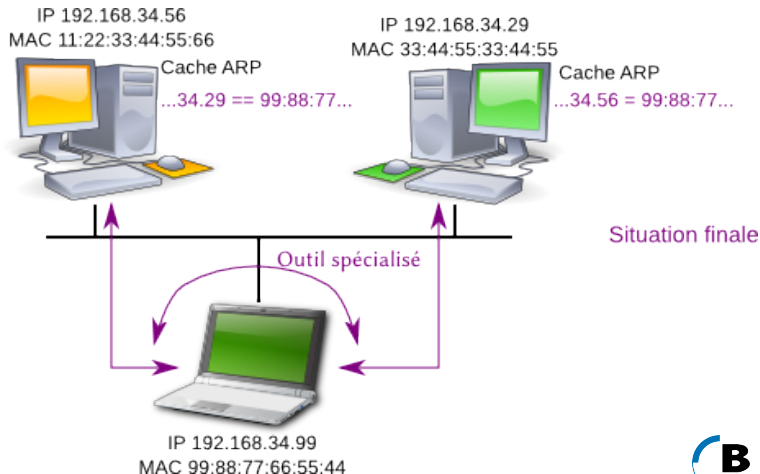 IP 192.168.34.56
MAC 11:22:33:44:55:66
Cache ARP
...34.29 == 99:88:77...
IP 192.168.34.29
MAC 33:44:55:33:44:55
Cache ARP
...34.56 = 99:88:77...
Situation finale
Outil spécialisé
IP 192.168.34.99
MAC 99:88:77:66:55:44
B